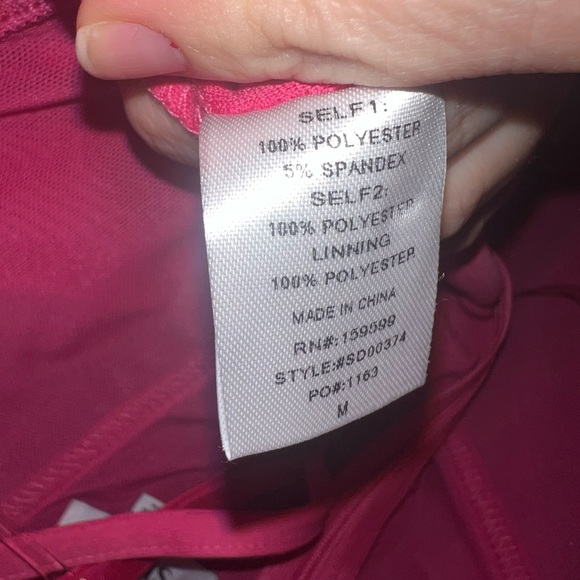 SELF1:
100% POLYESTER
5% SPANDEX
SELF2:
100% POLYESTER
LINNING
100% POLYESTER
MADE IN CHINA
RN#:159599
STYLE:#SD00374
PO#:1163
M